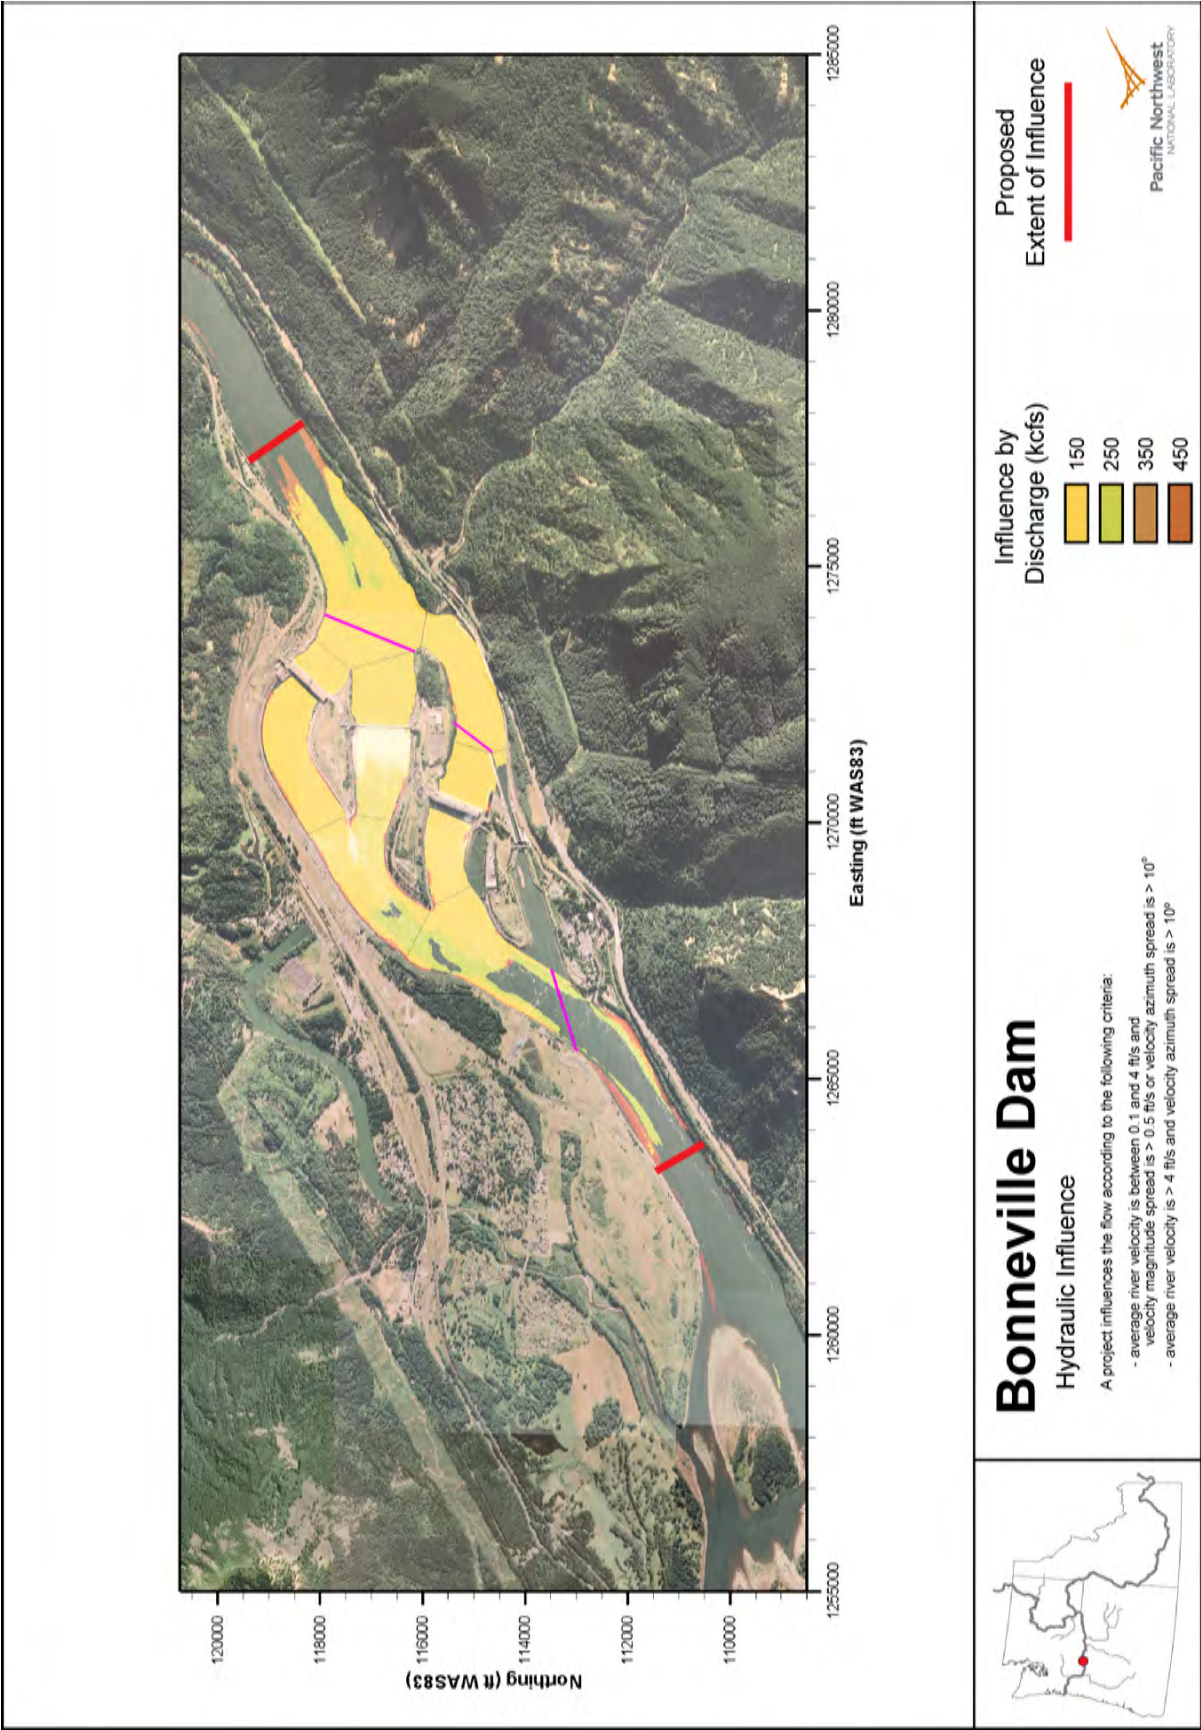 120000
118000
116000
114000
112000
110000
Northing (ft WAS83)
1255000
1260000
1265000
1270000
1275000
1280000
1285000
Easting (ft WAS83)
Bonneville Dam
Hydraulic Influence
A project influences the flow according to the following criteria:
- average river velocity is between 0.1 and 4 ft/s and
velocity magnitude spread is > 0.5 ft/s or velocity azimuth spread is > 10°
- average river velocity is > 4 ft/s and velocity azimuth spread is > 10º
Influence by
Discharge (kcfs)
150
250
350
450
Proposed
Extent of Influence
Pacific Northwest
NATIONAL LABORATORY